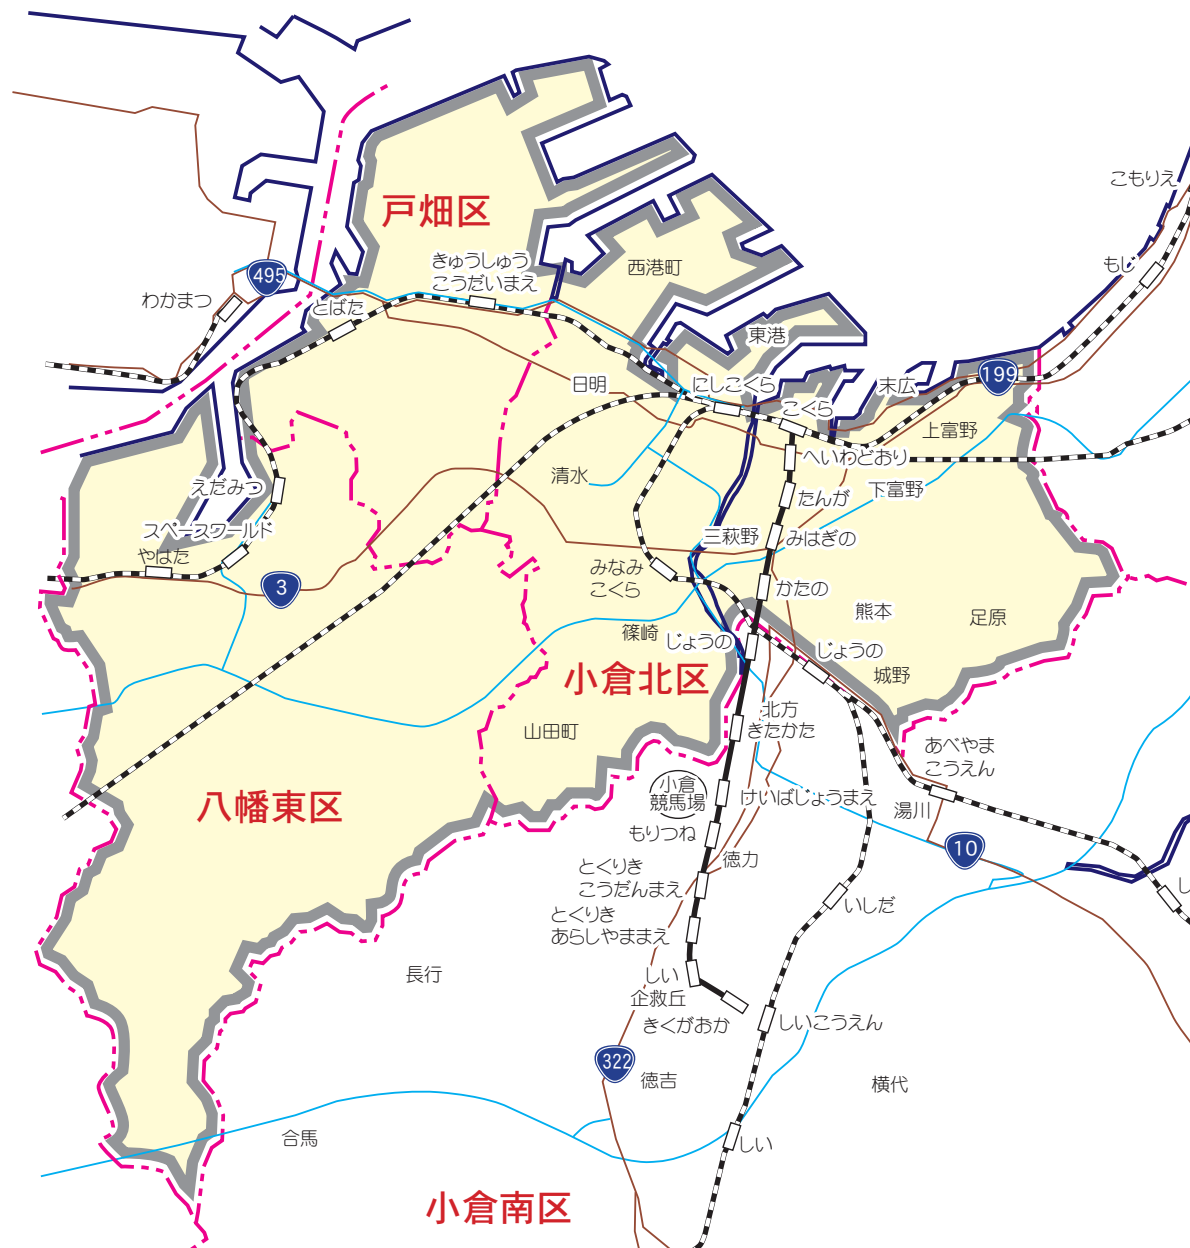 こもりえ
戸畑区
きゅうしゅう
こうだいまえ
西港町
もじ
495
わかまつ
とばた
東港
199
日明
にしこくら
末広
こくら
上富野
へいわどおり
清水
えだみつ
たんが
下富野
スペースワールド
三萩野
みはぎの
やはた
みなみ
こくら
3
かたの
熊本
足原
篠崎
じょうの
じょうの
小倉北区
城野
北方
きたかた
山田町
あべやま
こうえん
小倉
競馬場
けいばじょうまえ
八幡東区
湯川
もりつね
10
徳力
とくりき
こうだんまえ
し
いしだ
とくりき
あらしやままえ
長行
しい
企救丘
きくがおか
しいこうえん
322
徳吉
横代
合馬
しい
小倉南区